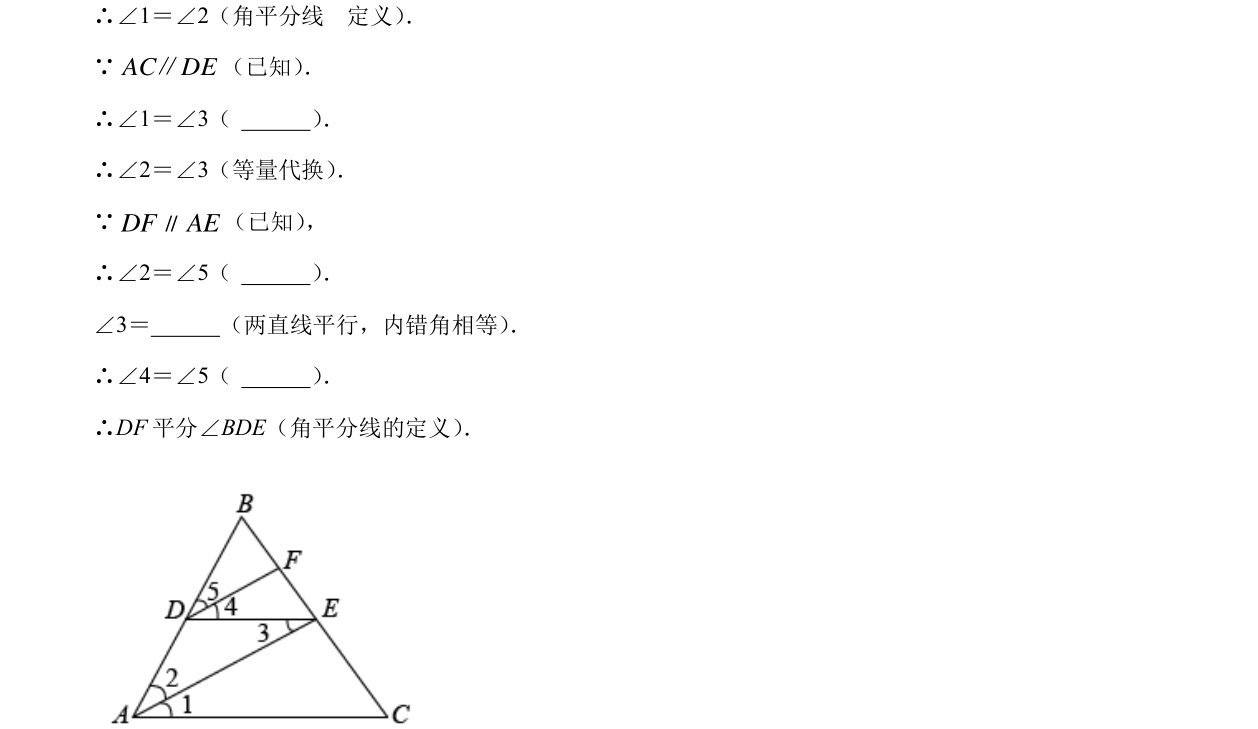 ∴∠1＝∠2（角平分线 定义）．
∵ AC∥DE（已知）．
∴∠1＝∠3（ ______）．
∴∠2＝∠3（等量代换）．
∵ DF∥AE（已知），
∴∠2＝∠5（ ______）．
∠3＝______（两直线平行，内错角相等）．
∴∠4＝∠5（ ______）．
∴DF平分∠BDE（角平分线的定义）．
B
F
5
D 4 E
3
2
1
A C